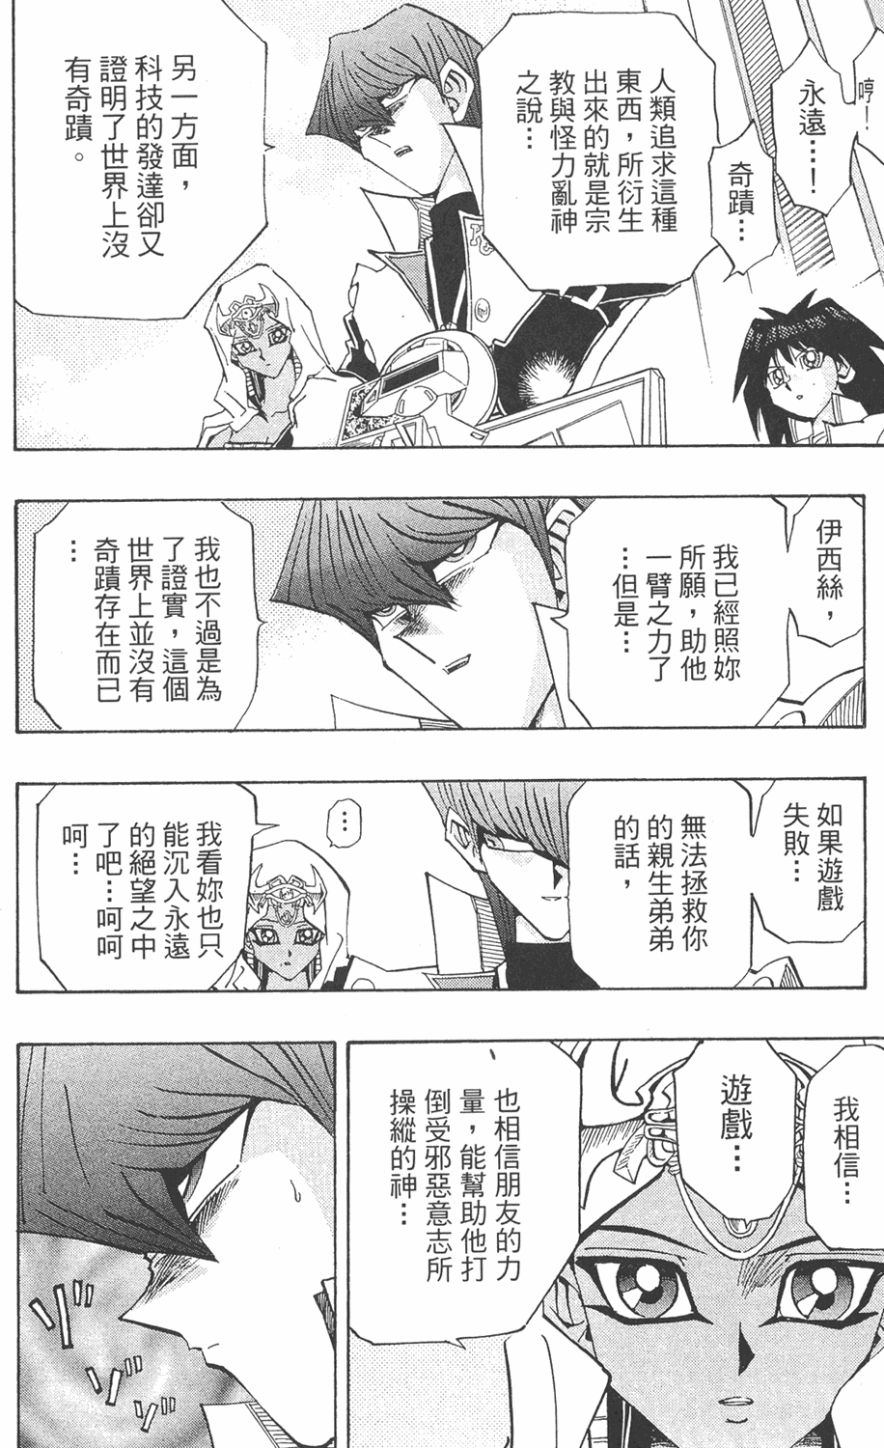 哼！
永遠…！
奇蹟…
人類追求這種
東西，所衍生
出來的就是宗
教與怪力亂神
之說…
另一方面，
科技的發達卻又
證明了世界上沒
有奇蹟。
伊西絲，
我已經照妳
所願，助他
一臂之力了
…但是…
我也不過是為
了證實，這個
世界上並沒有
奇蹟存在而已
…
如果遊戲
失敗…
無法拯救你
的親生弟弟
的話，
…
我看妳也只
能沉入永遠
的絕望之中
了吧…呵呵
呵…
我相信…
遊戲…
也相信朋友的力
量，能幫助他打
倒受邪惡意志所
操縱的神…